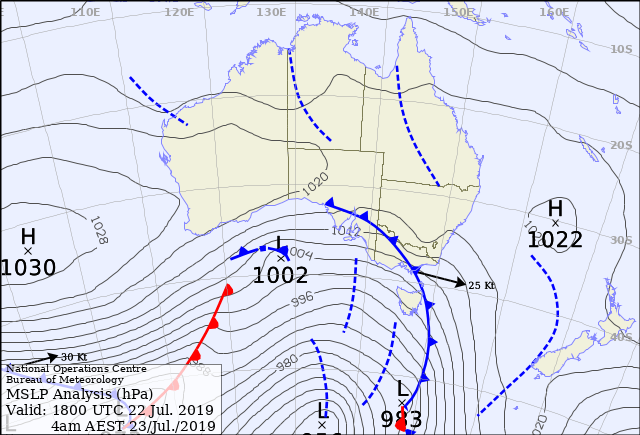 110E 120E 130E 140E 150E 160E
10S
20S
1020
1028
H
1022
H
1030
1012
30S
L
1002
1004
996
25 Kt
40S
980
30 Kt
L
983
L
1020
National Operations Centre
Bureau of Meteorology
MSLP Analysis (hPa)
Valid: 1800 UTC 22 Jul. 2019
4am AEST 23/Jul./2019